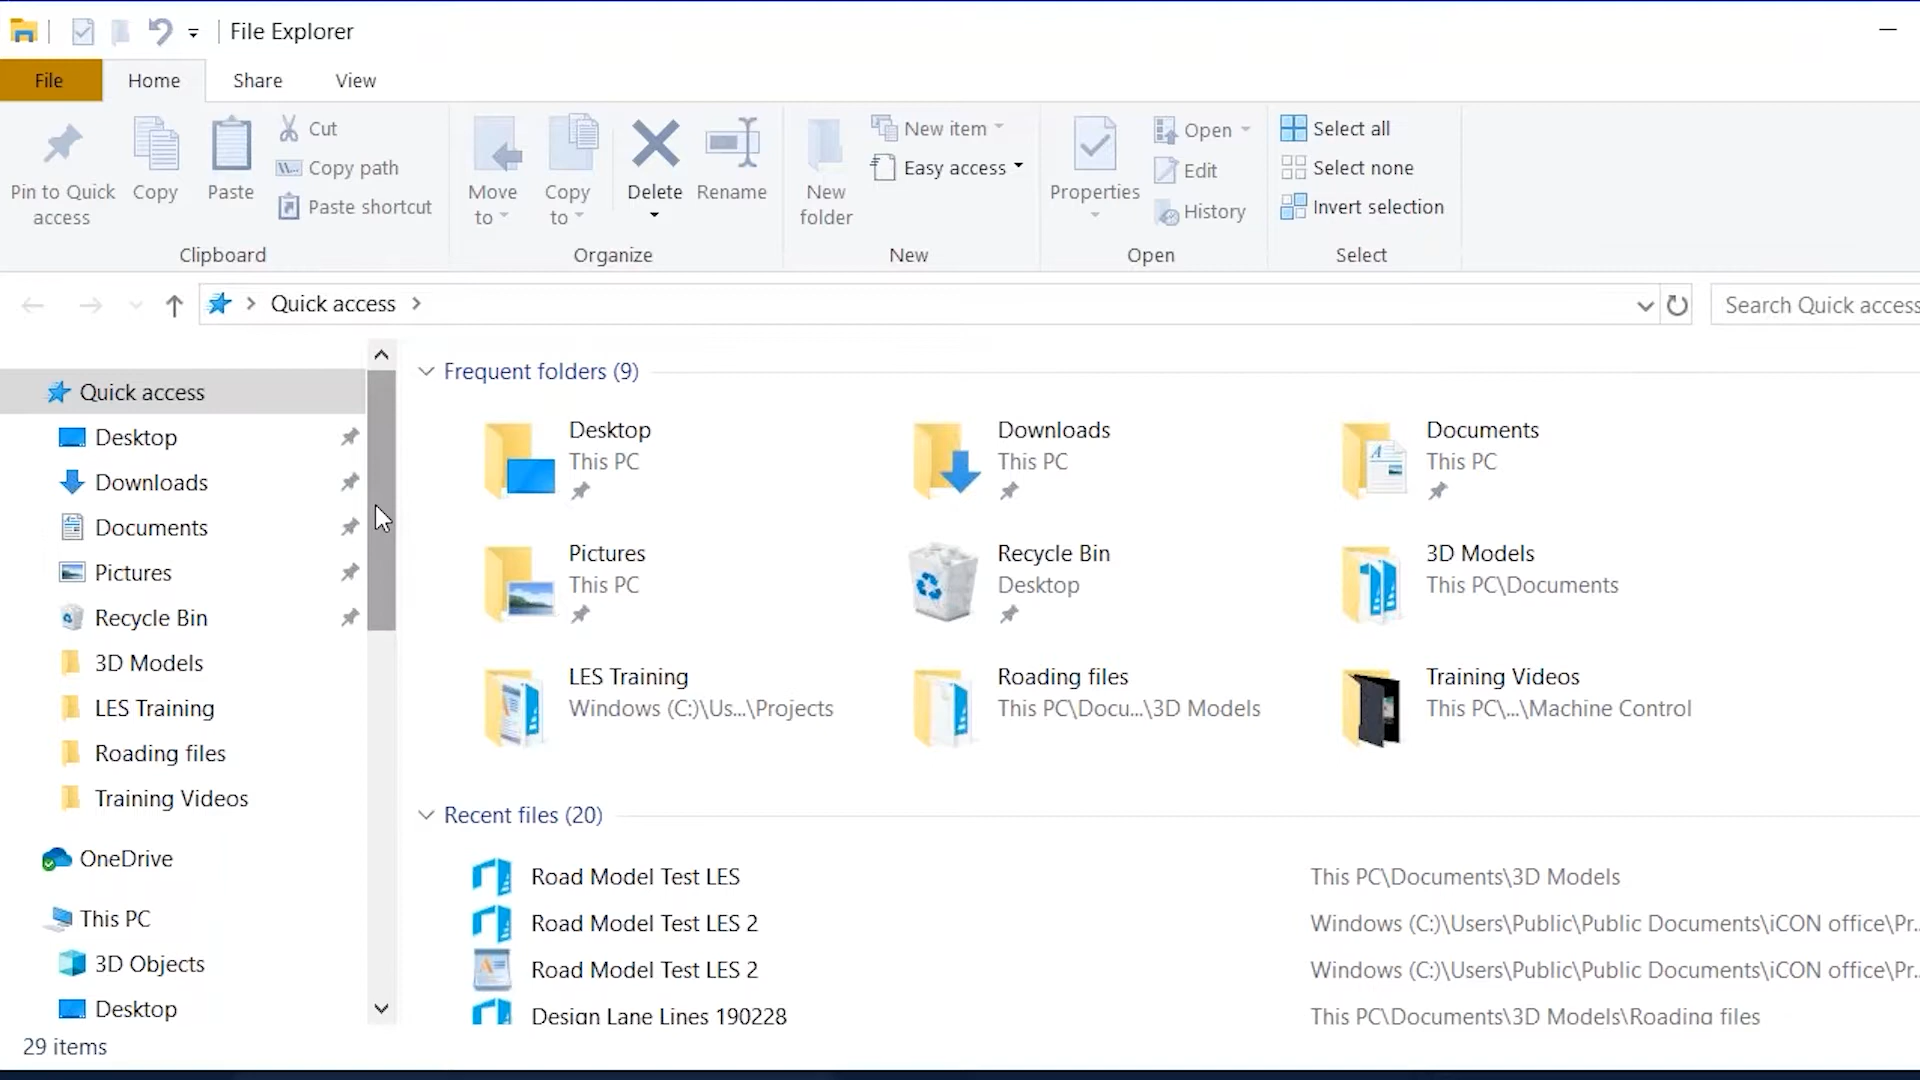 File Explorer
File Home Share View
Pin to Quick access
Copy
Paste
Cut
Copy path
Paste shortcut
Clipboard
Move to
Copy to
Delete
Rename
Organize
New folder
New item
Easy access
New
Properties
Open
Edit
History
Open
Select all
Select none
Invert selection
Select
Quick access
Search Quick access
Quick access
Desktop
Downloads
Documents
Pictures
Recycle Bin
3D Models
LES Training
Roading files
Training Videos
OneDrive
This PC
3D Objects
Desktop
Frequent folders (9)
Desktop
This PC
Downloads
This PC
Documents
This PC
Pictures
This PC
Recycle Bin
Desktop
3D Models
This PC\Documents
LES Training
Windows (C:)\Us...\Projects
Roading files
This PC\Docu...\3D Models
Training Videos
This PC\...\Machine Control
Recent files (20)
Road Model Test LES This PC\Documents\3D Models
Road Model Test LES 2 Windows (C:)\Users\Public\Public Documents\iCON office\Pr...
Road Model Test LES 2 Windows (C:)\Users\Public\Public Documents\iCON office\Pr...
Design Lane Lines 190228 This PC\Documents\3D Models\Roading files
29 items